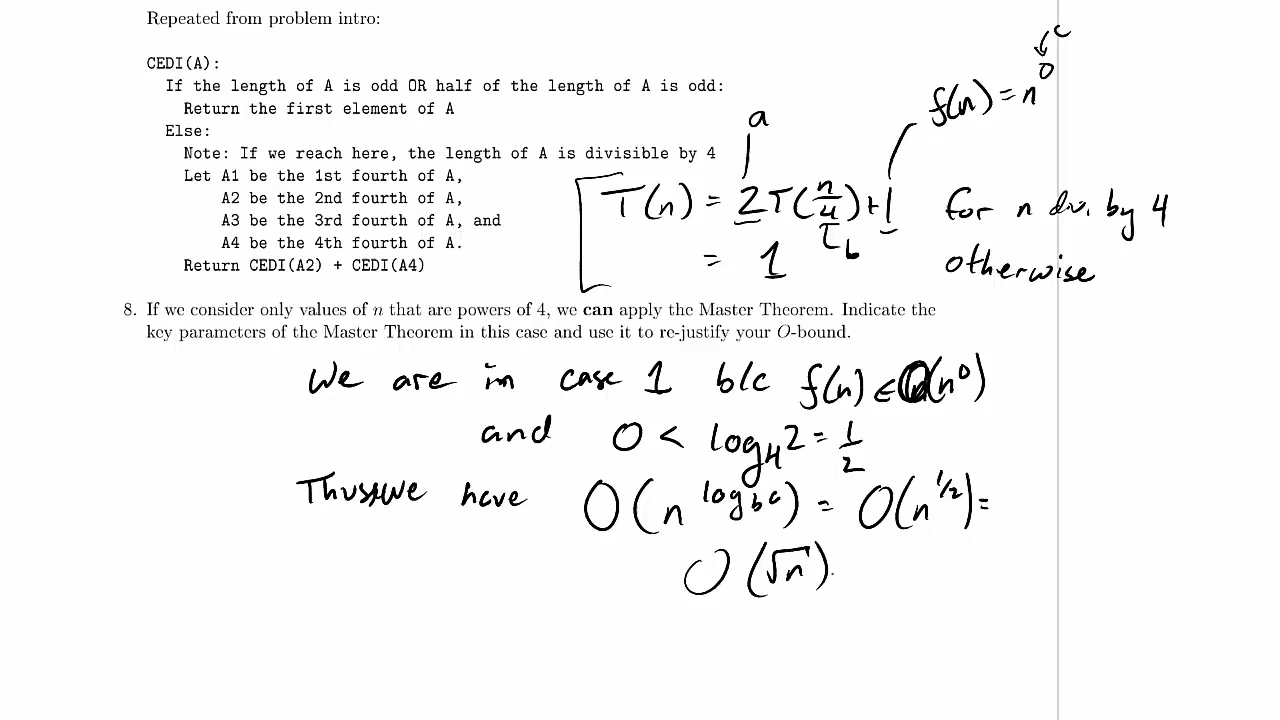 Repeated from problem intro:
CEDI(A):
If the length of A is odd OR half of the length of A is odd:
Return the first element of A
Else:
Note: If we reach here, the length of A is divisible by 4
Let A1 be the 1st fourth of A,
A2 be the 2nd fourth of A,
A3 be the 3rd fourth of A, and
A4 be the 4th fourth of A.
Return CEDI(A2) + CEDI(A4)
c
f(n) = n^0
a
T(n) = 2T(n/4) + 1 for n div. by 4
b
= 1 otherwise
8. If we consider only values of n that are powers of 4, we can apply the Master Theorem. Indicate the
key parameters of the Master Theorem in this case and use it to re-justify your O-bound.
We are in case 1 b/c f(n) ∈ O(n^0)
and 0 < log_4 2 = 1/2
Thus, we have O(n^{log_b a}) = O(n^{1/2}) =
O(√n).